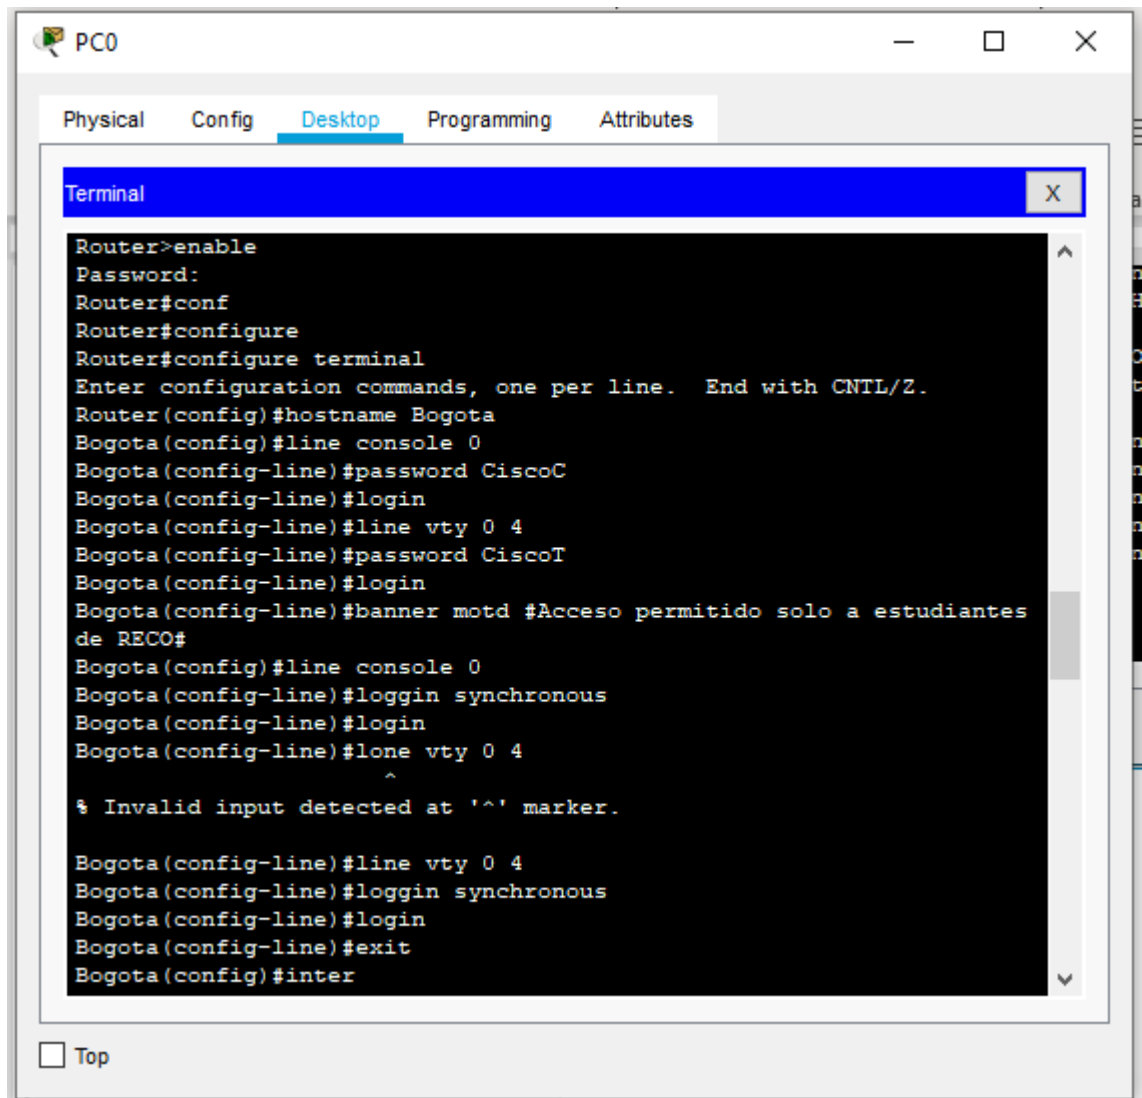 PC0
Physical Config Desktop Programming Attributes
Terminal
X
Router>enable
Password:
Router#conf
Router#configure
Router#configure terminal
Enter configuration commands, one per line.  End with CNTL/Z.
Router(config)#hostname Bogota
Bogota(config)#line console 0
Bogota(config-line)#password CiscoC
Bogota(config-line)#login
Bogota(config-line)#line vty 0 4
Bogota(config-line)#password CiscoT
Bogota(config-line)#login
Bogota(config-line)#banner motd #Acceso permitido solo a estudiantes
de RECO#
Bogota(config)#line console 0
Bogota(config-line)#loggin synchronous
Bogota(config-line)#login
Bogota(config-line)#lone vty 0 4
^
% Invalid input detected at '^' marker.
Bogota(config-line)#line vty 0 4
Bogota(config-line)#loggin synchronous
Bogota(config-line)#login
Bogota(config-line)#exit
Bogota(config)#inter
Top